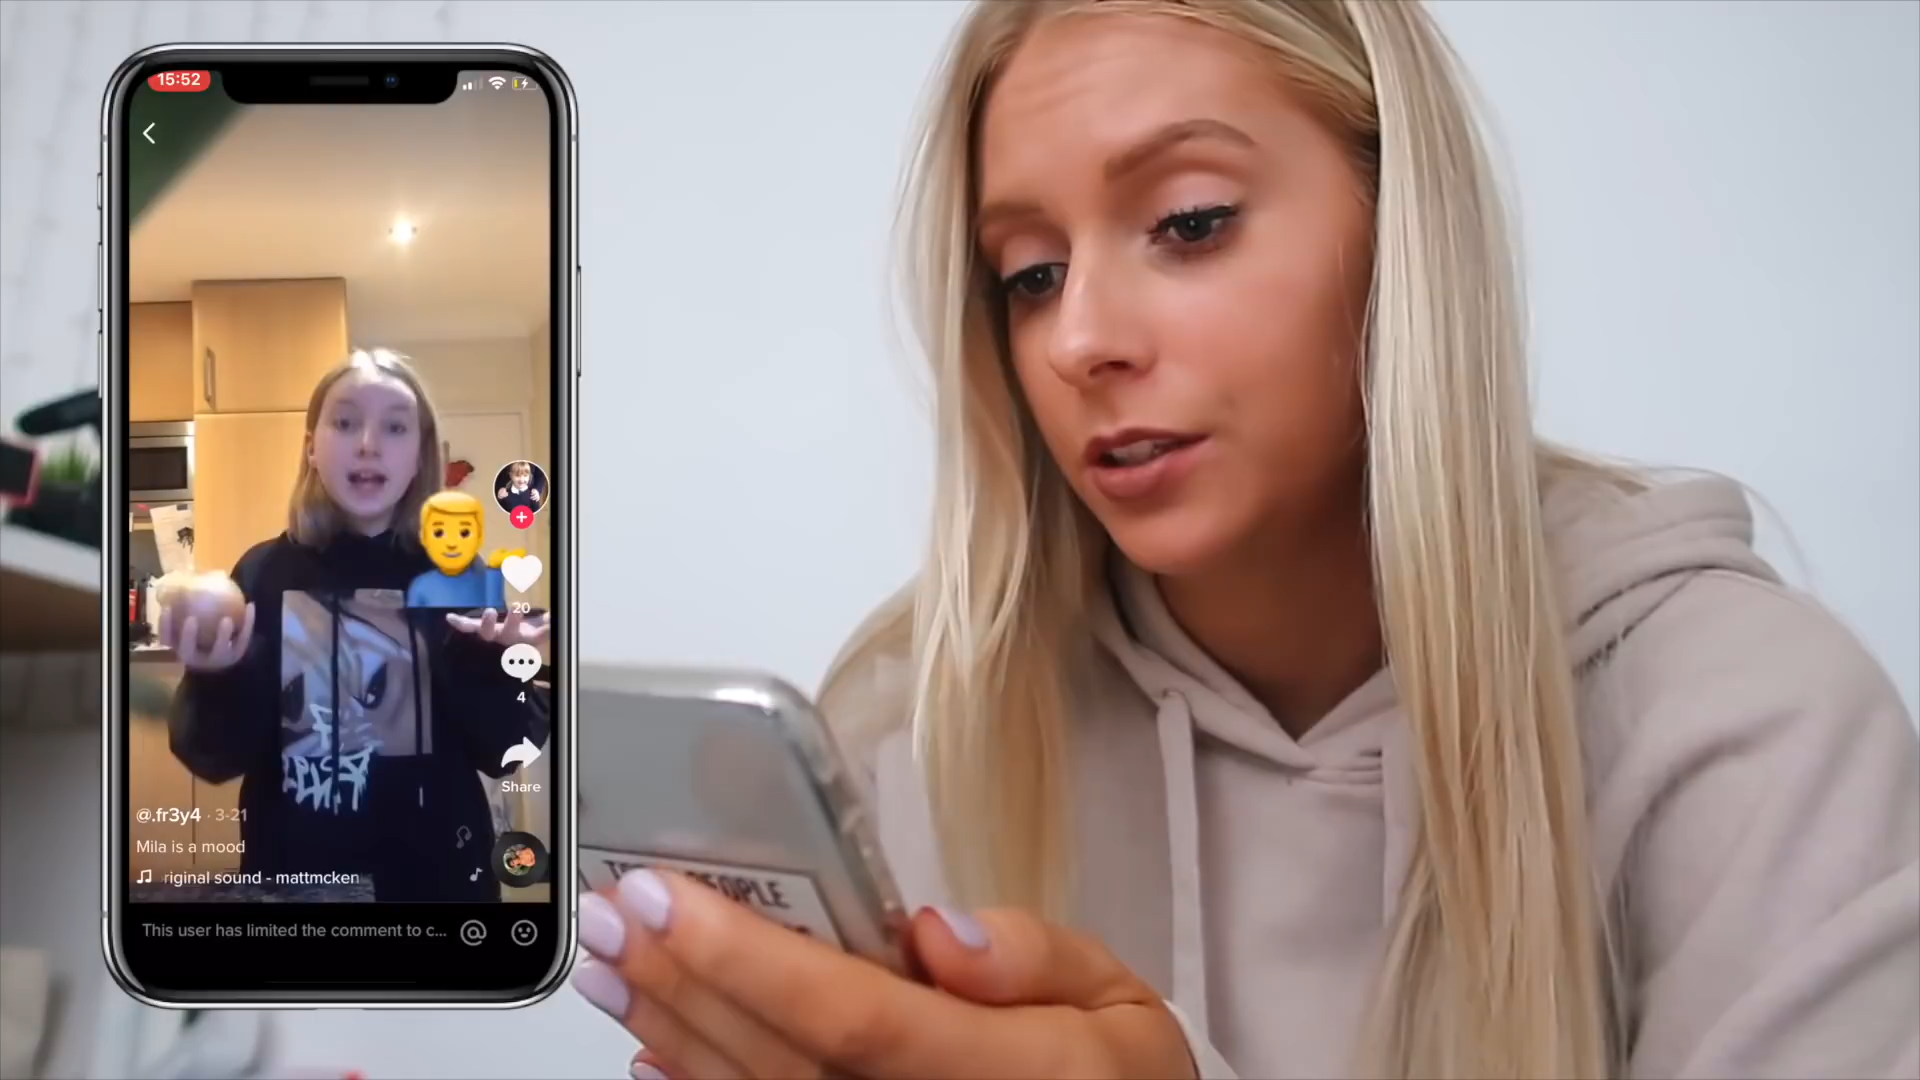 15:52
20
4
Share
@.fr3y4 · 3-21
Mila is a mood
riginal sound - mattmcken
This user has limited the comment to c...
PEOPLE